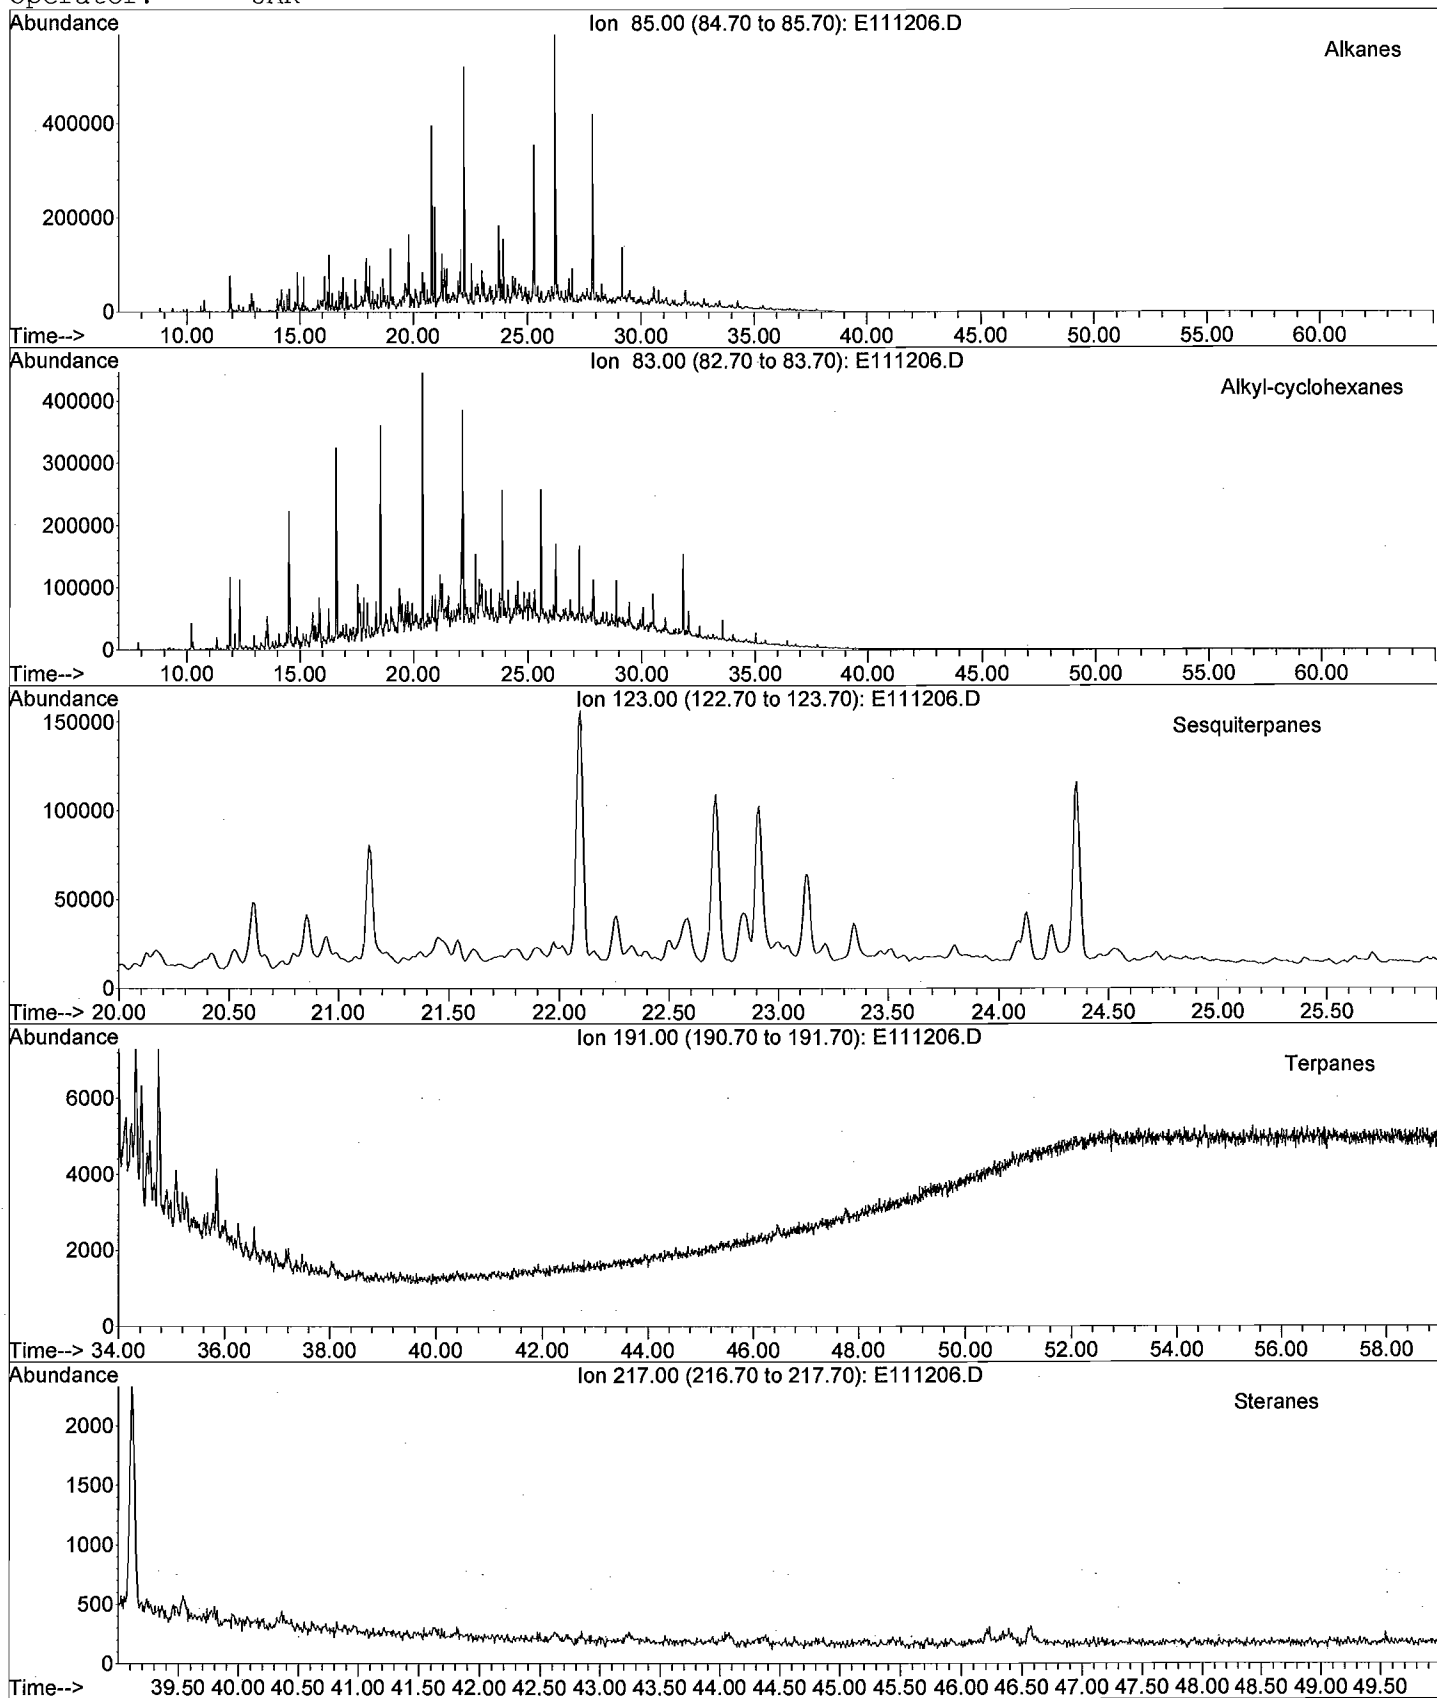 Abundance Ion 85.00 (84.70 to 85.70): E111206.D
Alkanes
400000
200000
0
Time--> 10.00 15.00 20.00 25.00 30.00 35.00 40.00 45.00 50.00 55.00 60.00
Abundance Ion 83.00 (82.70 to 83.70): E111206.D
Alkyl-cyclohexanes
400000
300000
200000
100000
0
Time--> 10.00 15.00 20.00 25.00 30.00 35.00 40.00 45.00 50.00 55.00 60.00
Abundance Ion 123.00 (122.70 to 123.70): E111206.D
150000
Sesquiterpanes
100000
50000
0
Time--> 20.00 20.50 21.00 21.50 22.00 22.50 23.00 23.50 24.00 24.50 25.00 25.50
Abundance Ion 191.00 (190.70 to 191.70): E111206.D
Terpanes
6000
4000
2000
0
Time--> 34.00 36.00 38.00 40.00 42.00 44.00 46.00 48.00 50.00 52.00 54.00 56.00 58.00
Abundance Ion 217.00 (216.70 to 217.70): E111206.D
Steranes
2000
1500
1000
500
0
Time--> 39.50 40.00 40.50 41.00 41.50 42.00 42.50 43.00 43.50 44.00 44.50 45.00 45.50 46.00 46.50 47.00 47.50 48.00 48.50 49.00 49.50